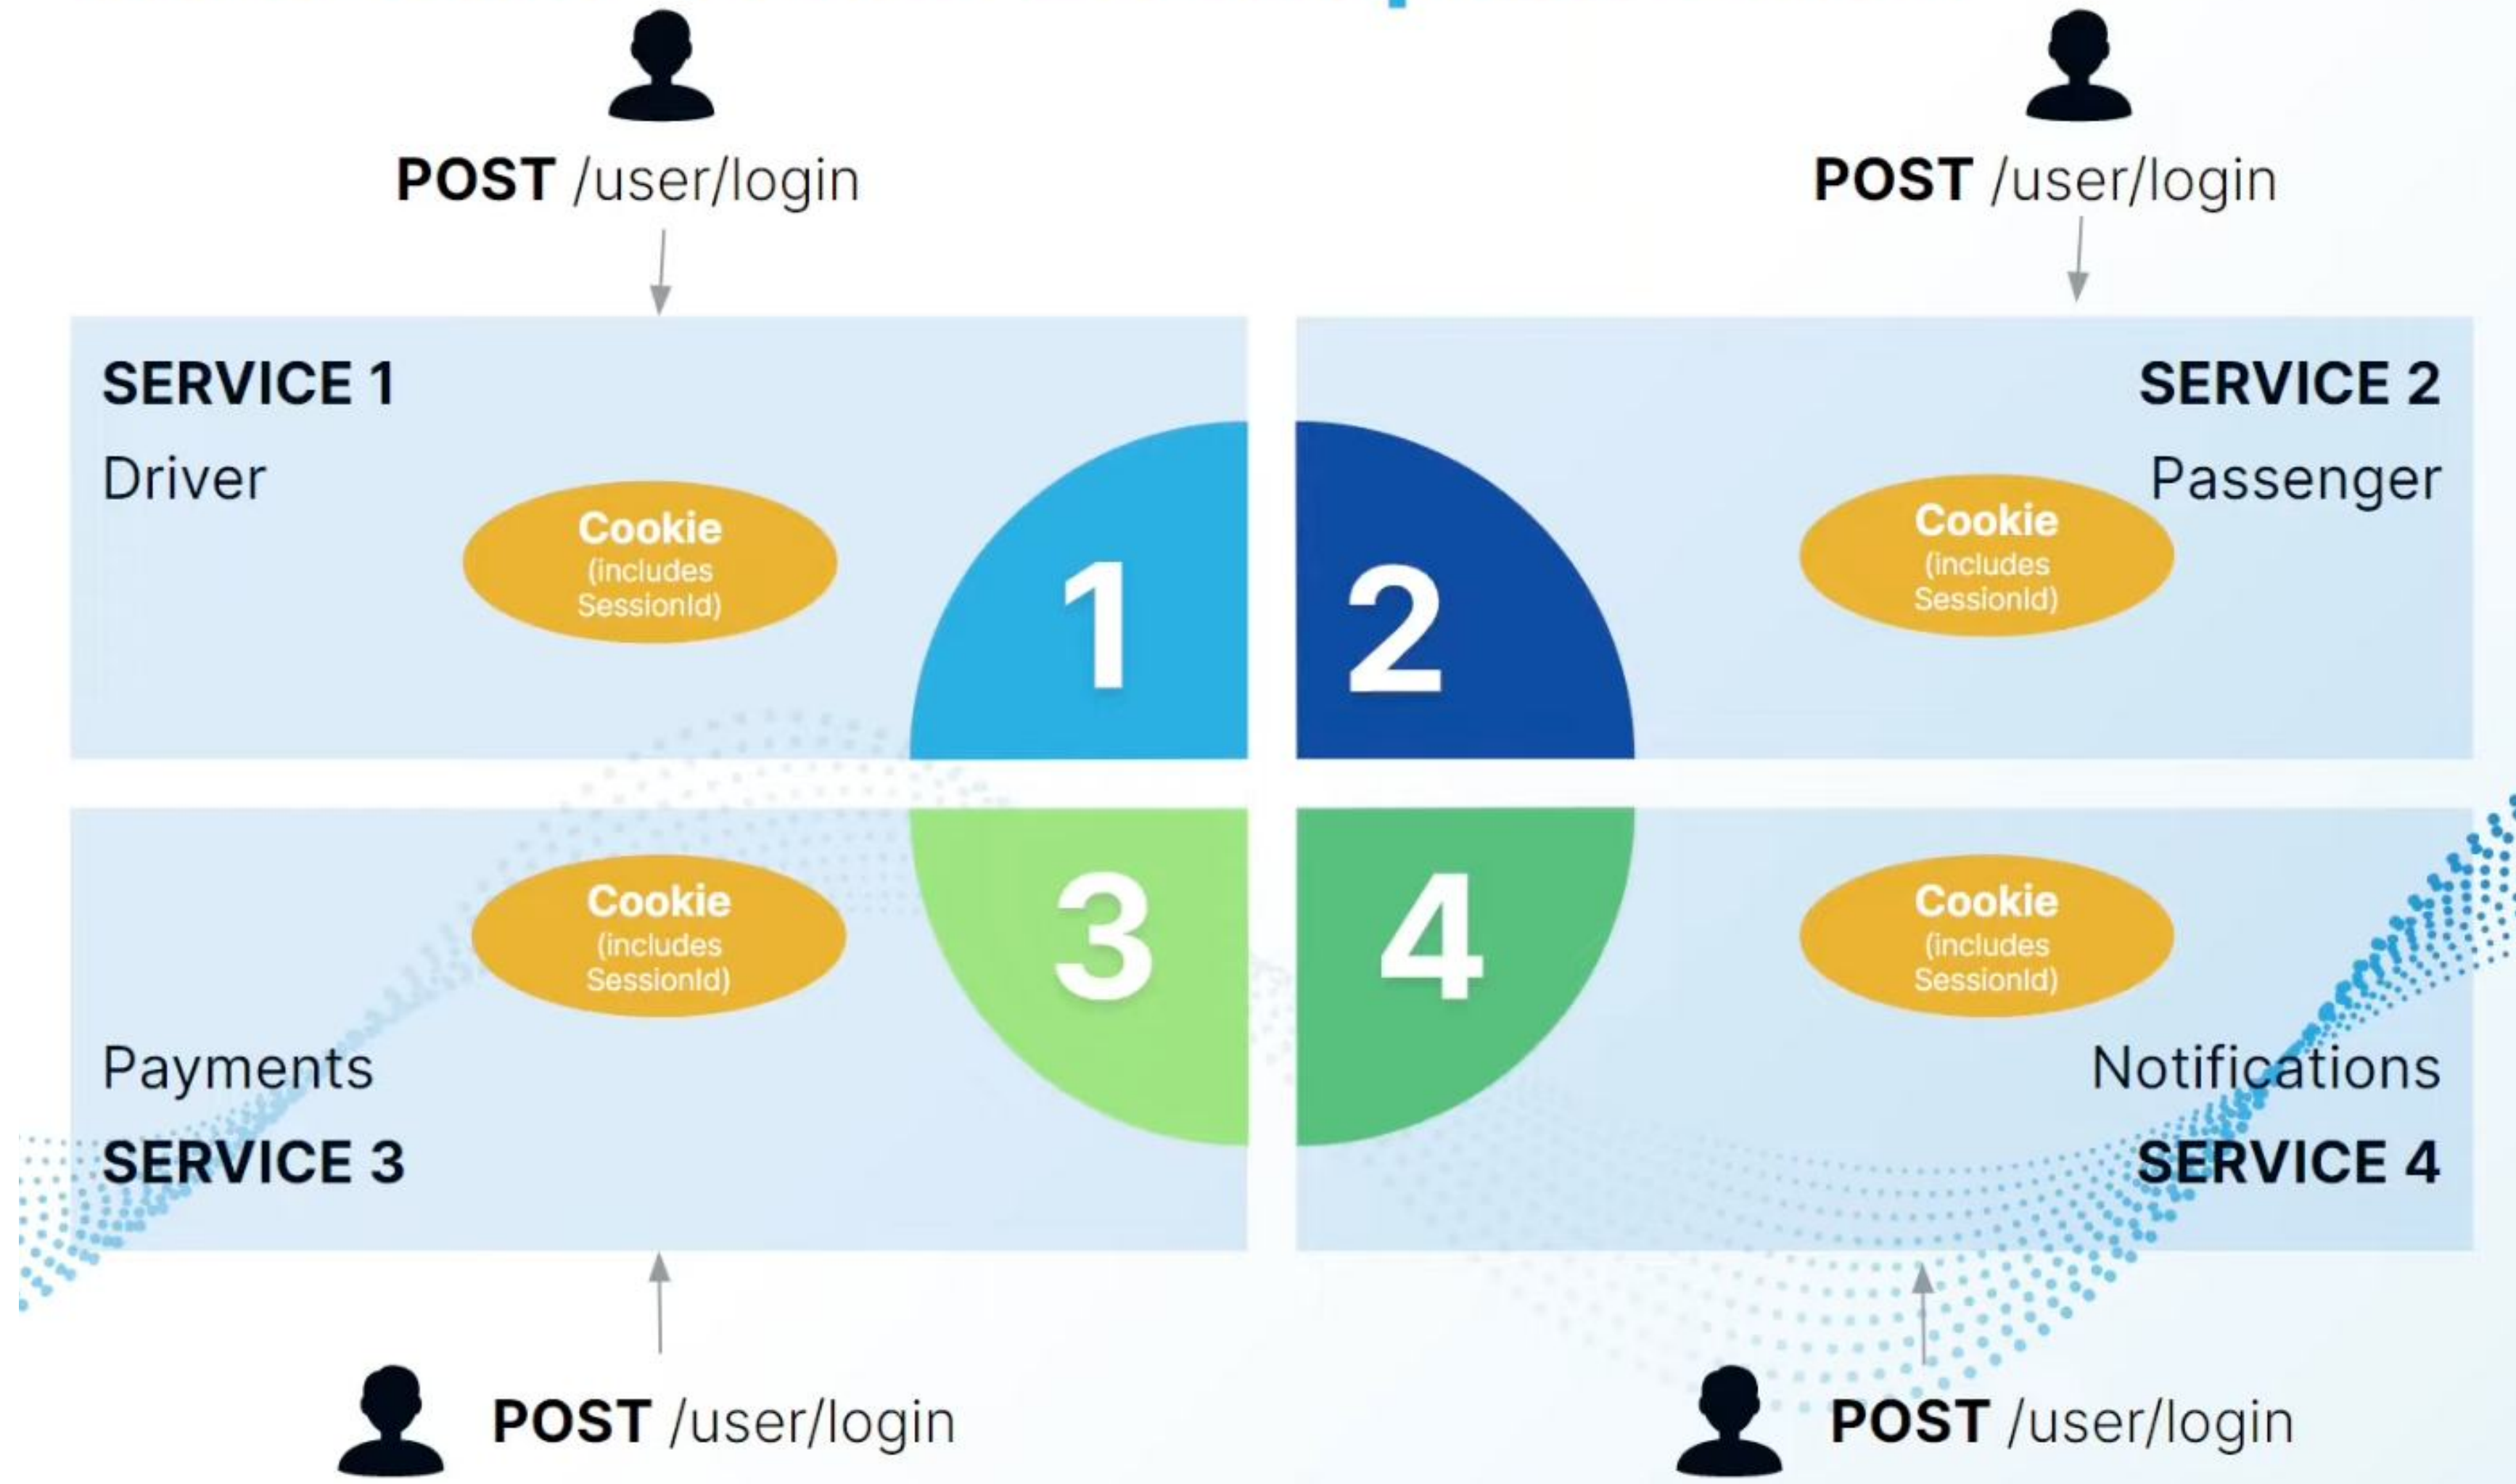 POST /user/login
POST /user/login
SERVICE 1
Driver
Cookie
(includes
SessionId)
1
SERVICE 2
Passenger
Cookie
(includes
SessionId)
2
Cookie
(includes
SessionId)
3
Payments
SERVICE 3
4
Cookie
(includes
SessionId)
Notifications
SERVICE 4
POST /user/login
POST /user/login